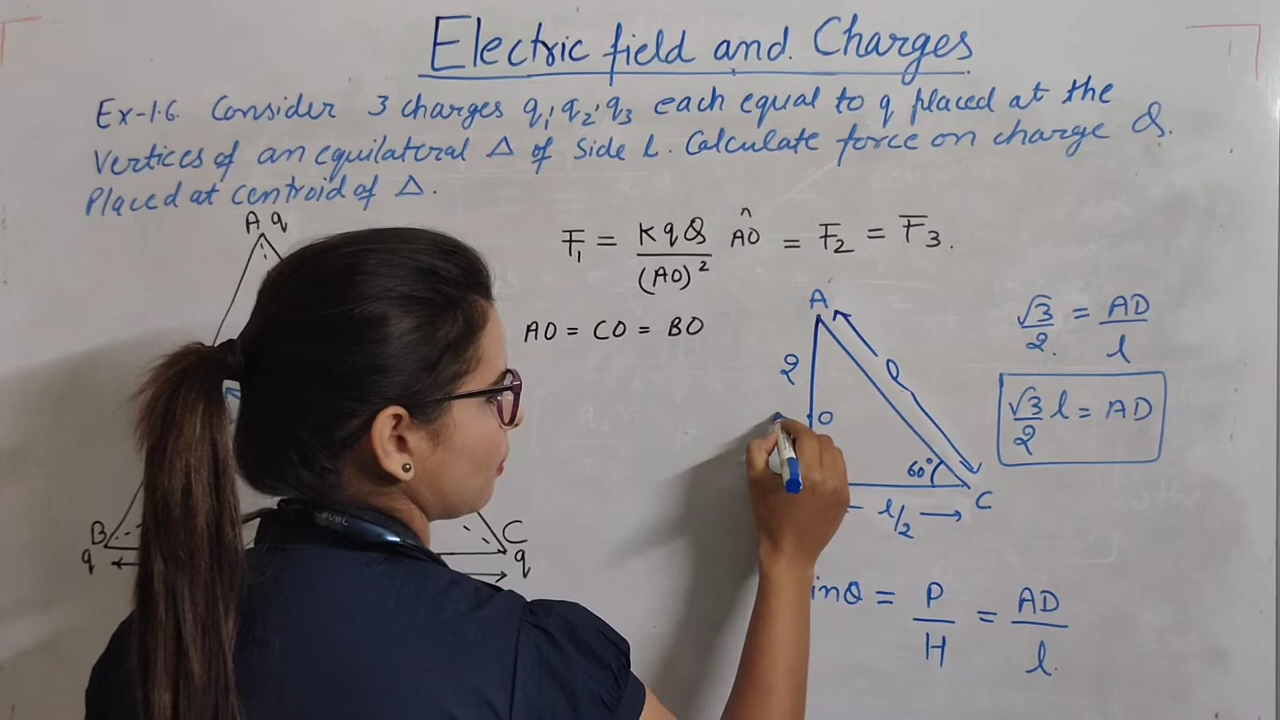 Electric field and Charges
Ex-1.6. Consider 3 charges q₁, q₂, q₃ each equal to q placed at the
vertices of an equilateral Δ of side L. Calculate force on charge Q.
Placed at centroid of Δ.
A q
B
q
C
q
F₁ = KqQ/(AO)² AÔ = F₂ = F₃.
AO = CO = BO
A
2
O
l
60°
C
l/2
√3/2 = AD/l
√3/2 l = AD
inθ = P/H = AD/l